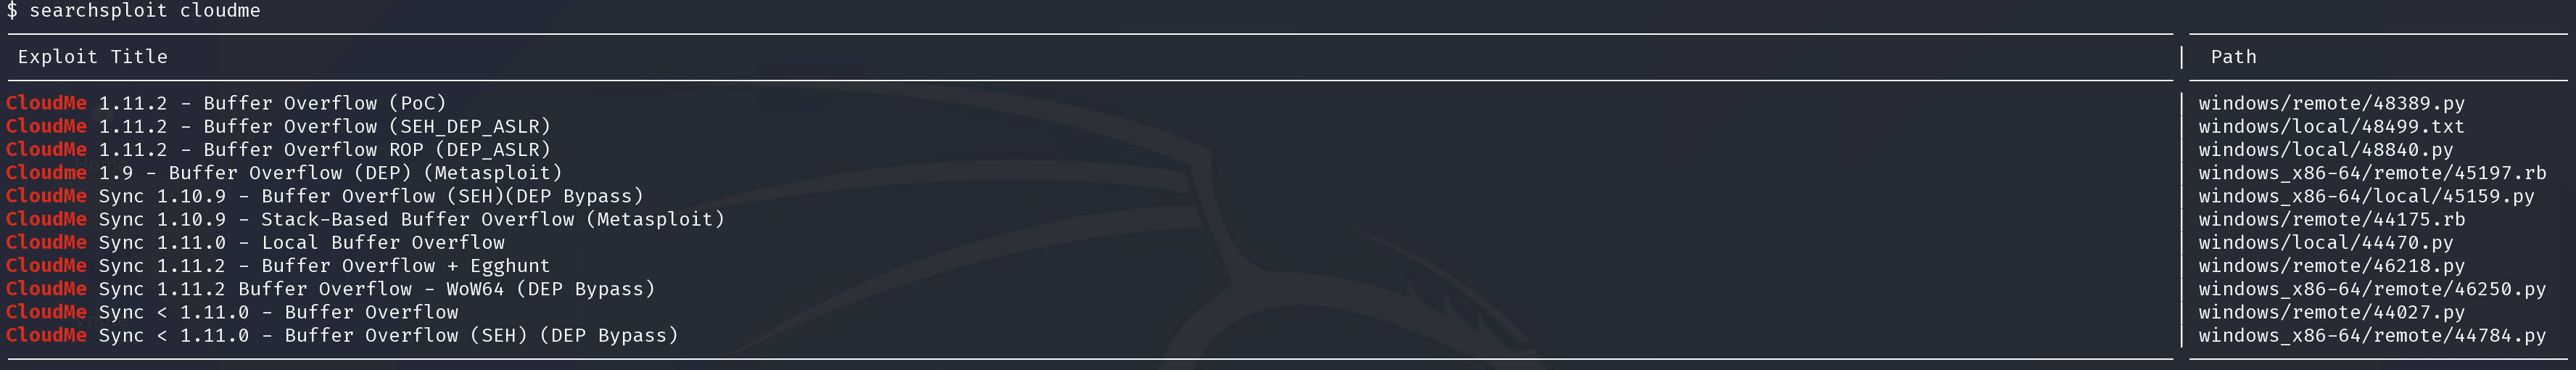 $ searchsploit cloudme
Exploit Title | Path
CloudMe 1.11.2 - Buffer Overflow (PoC) | windows/remote/48389.py
CloudMe 1.11.2 - Buffer Overflow (SEH_DEP_ASLR) | windows/local/48499.txt
CloudMe 1.11.2 - Buffer Overflow ROP (DEP_ASLR) | windows/local/48840.py
Cloudme 1.9 - Buffer Overflow (DEP) (Metasploit) | windows_x86-64/remote/45197.rb
CloudMe Sync 1.10.9 - Buffer Overflow (SEH)(DEP Bypass) | windows_x86-64/local/45159.py
CloudMe Sync 1.10.9 - Stack-Based Buffer Overflow (Metasploit) | windows/remote/44175.rb
CloudMe Sync 1.11.0 - Local Buffer Overflow | windows/local/44470.py
CloudMe Sync 1.11.2 - Buffer Overflow + Egghunt | windows/remote/46218.py
CloudMe Sync 1.11.2 Buffer Overflow - WoW64 (DEP Bypass) | windows_x86-64/remote/46250.py
CloudMe Sync < 1.11.0 - Buffer Overflow | windows/remote/44027.py
CloudMe Sync < 1.11.0 - Buffer Overflow (SEH) (DEP Bypass) | windows_x86-64/remote/44784.py